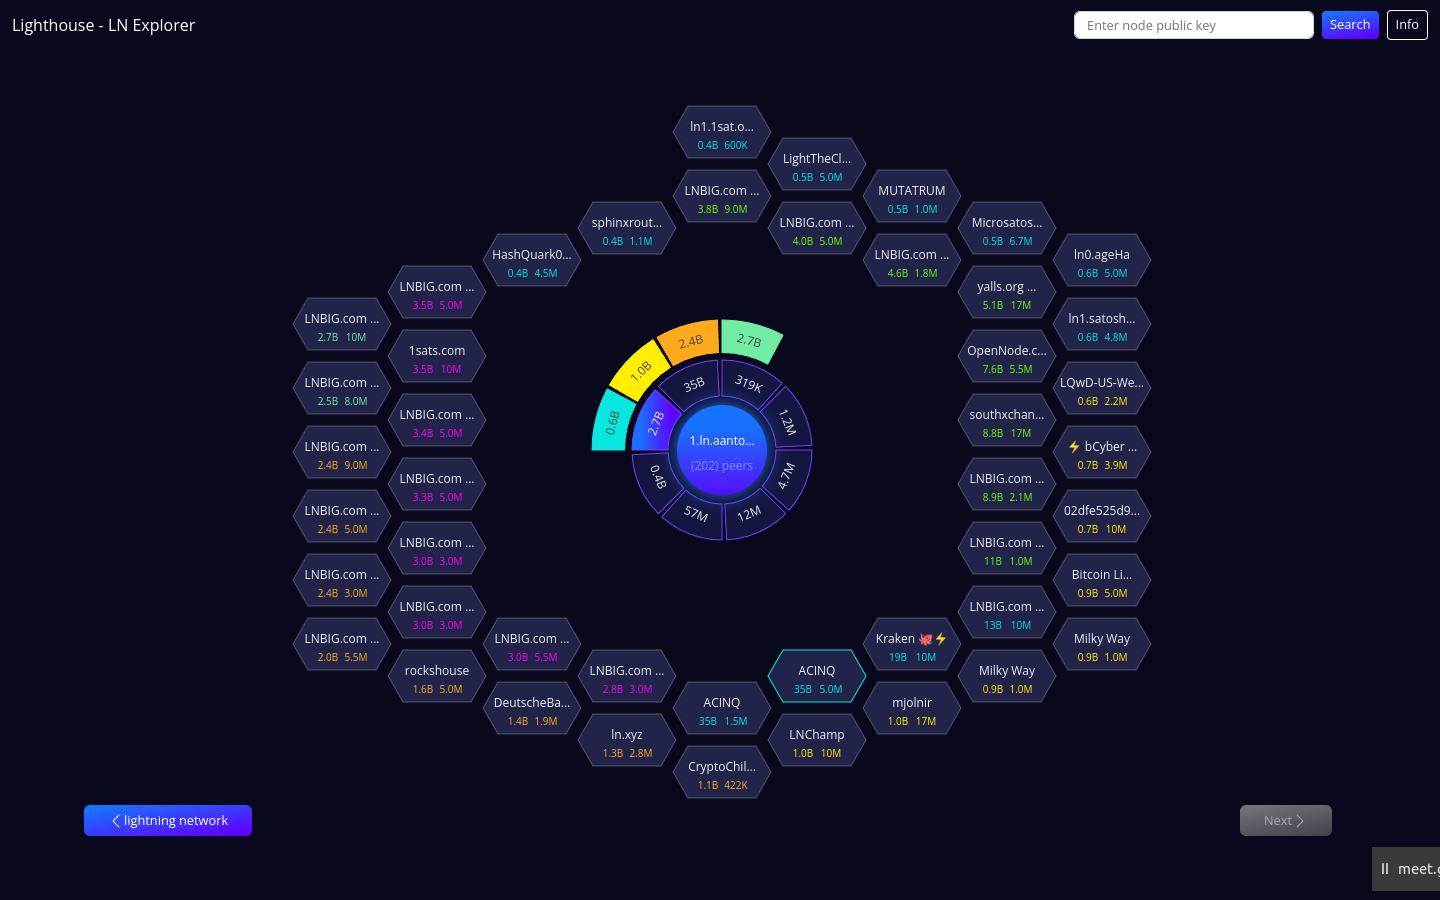 Lighthouse - LN Explorer
Enter node public key
Search
Info
ln1.1sat.o...
0.4B 600K
LightTheCl...
0.5B 5.0M
LNBIG.com ...
3.8B 9.0M
MUTATRUM
0.5B 1.0M
sphinxrout...
0.4B 1.1M
LNBIG.com ...
4.0B 5.0M
Microsatos...
0.5B 6.7M
HashQuark0...
0.4B 4.5M
LNBIG.com ...
4.6B 1.8M
ln0.ageHa
0.6B 5.0M
LNBIG.com ...
3.5B 5.0M
yalls.org ...
5.1B 17M
LNBIG.com ...
2.7B 10M
ln1.satosh...
0.6B 4.8M
1sats.com
3.5B 10M
OpenNode.c...
7.6B 5.5M
LNBIG.com ...
2.5B 8.0M
LQwD-US-We...
0.6B 2.2M
LNBIG.com ...
3.4B 5.0M
southxchan...
8.8B 17M
LNBIG.com ...
2.4B 9.0M
⚡ bCyber ...
0.7B 3.9M
LNBIG.com ...
3.3B 5.0M
LNBIG.com ...
8.9B 2.1M
LNBIG.com ...
2.4B 5.0M
02dfe525d9...
0.7B 10M
LNBIG.com ...
3.0B 3.0M
LNBIG.com ...
11B 1.0M
LNBIG.com ...
2.4B 3.0M
Bitcoin Li...
0.9B 5.0M
LNBIG.com ...
3.0B 3.0M
LNBIG.com ...
13B 10M
LNBIG.com ...
2.0B 5.5M
LNBIG.com ...
3.0B 5.5M
Kraken 🐙⚡
19B 10M
Milky Way
0.9B 1.0M
rockshouse
1.6B 5.0M
LNBIG.com ...
2.8B 3.0M
ACINQ
35B 5.0M
Milky Way
0.9B 1.0M
DeutscheBa...
1.4B 1.9M
ACINQ
35B 1.5M
mjolnir
1.0B 17M
ln.xyz
1.3B 2.8M
LNChamp
1.0B 10M
CryptoChil...
1.1B 422K
0.6B
1.0B
2.4B
2.7B
2.7B
35B
319K
1.2M
4.7M
12M
57M
0.4B
1.ln.aanto...
(202) peers
lightning network
Next
meet.g